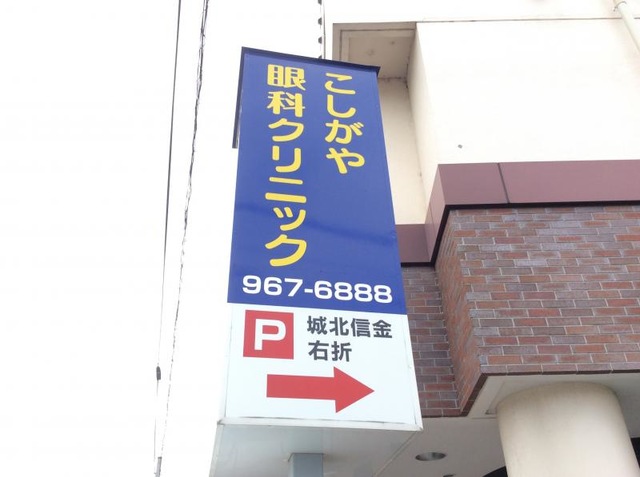 こしがや
眼科クリニック
967-6888
P 城北信金
右折